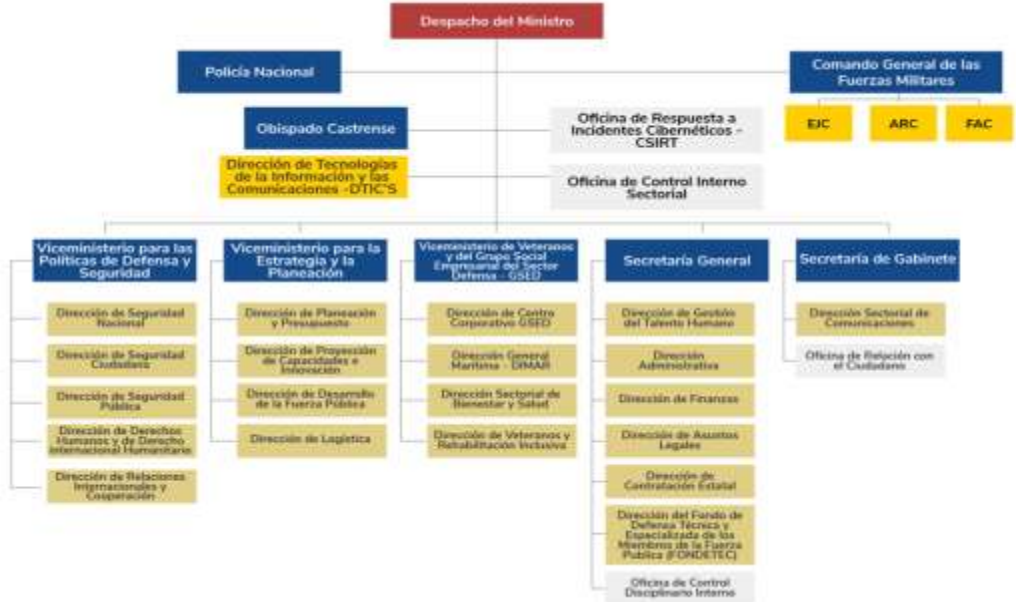 Despacho del Ministro
Policía Nacional
Comando General de las
Fuerzas Militares
EJC
ARC
FAC
Obispado Castrense
Oficina de Respuesta a
Incidentes Cibernéticos -
CSIRT
Dirección de Tecnologías
de la Información y las
Comunicaciones -DTIC'S
Oficina de Control Interno
Sectorial
Viceministerio para las
Políticas de Defensa y
Seguridad
Dirección de Seguridad
Nacional
Dirección de Seguridad
Ciudadana
Dirección de Seguridad
Pública
Dirección de Derechos
Humanos y de Derecho
Internacional Humanitario
Dirección de Relaciones
Internacionales y
Cooperación
Viceministerio para la
Estrategia y la
Planeación
Dirección de Planeación
y Presupuesto
Dirección de Proyección
de Capacidades e
Innovación
Dirección de Desarrollo
de la Fuerza Pública
Dirección de Logística
Viceministerio de Veteranos
y del Grupo Social
Empresarial del Sector
Defensa - GSED
Dirección de Centro
Corporativo GSED
Dirección General
Marítima - DIMAR
Dirección Sectorial de
Bienestar y Salud
Dirección de Veteranos y
Rehabilitación Inclusiva
Secretaría General
Dirección de Gestión
del Talento Humano
Dirección
Administrativa
Dirección de Finanzas
Dirección de Asuntos
Legales
Dirección de
Contratación Estatal
Dirección del Fondo de
Defensa Técnica y
Especializada de los
Miembros de la Fuerza
Pública (FONDETEC)
Oficina de Control
Disciplinario Interno
Secretaría de Gabinete
Dirección Sectorial de
Comunicaciones
Oficina de Relación con
el Ciudadano